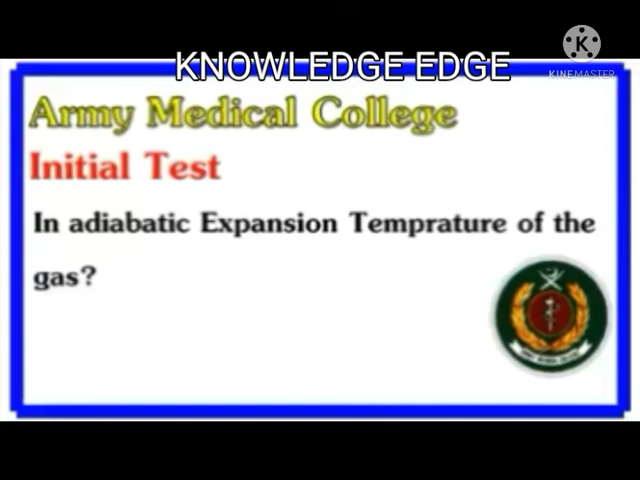 KNOWLEDGE EDGE
KINEMASTER
Army Medical College
Initial Test
In adiabatic Expansion Temprature of the
gas?